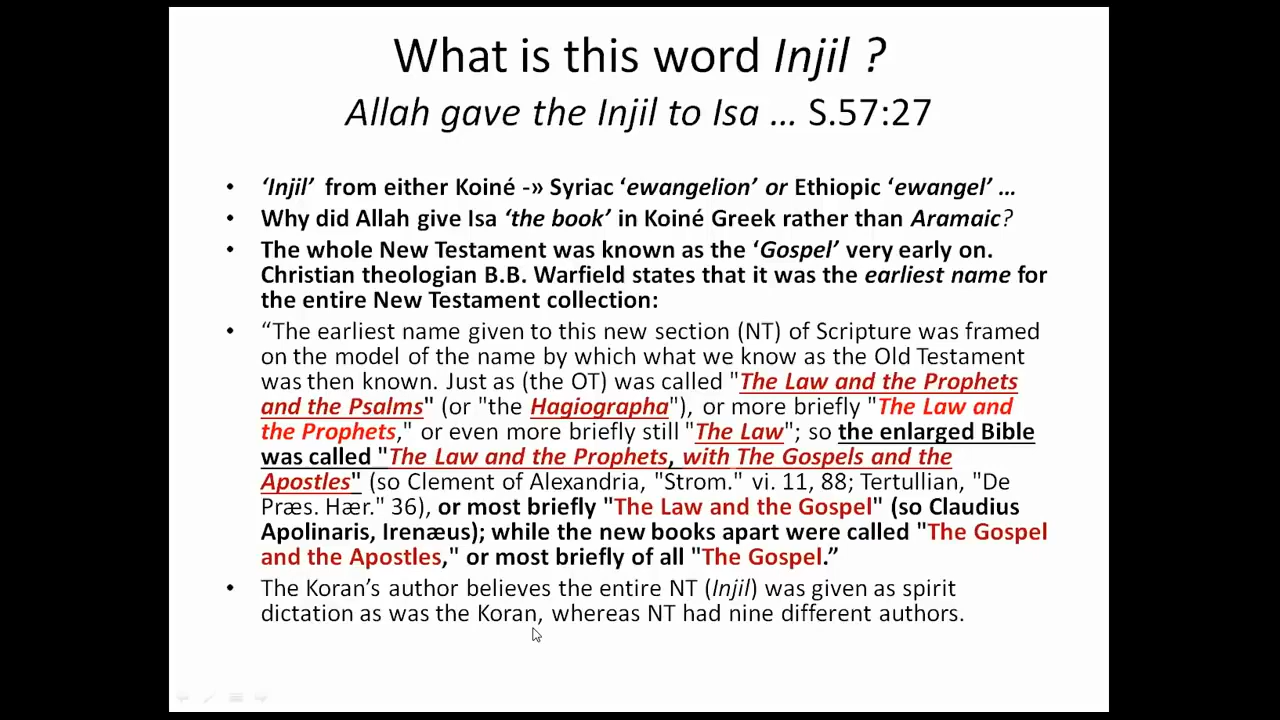 What is this word Injil ?
Allah gave the Injil to Isa … S.57:27
• ‘Injil’ from either Koiné -» Syriac ‘ewangelion’ or Ethiopic ‘ewangel’ …
• Why did Allah give Isa ‘the book’ in Koiné Greek rather than Aramaic?
• The whole New Testament was known as the ‘Gospel’ very early on.
Christian theologian B.B. Warfield states that it was the earliest name for
the entire New Testament collection:
• “The earliest name given to this new section (NT) of Scripture was framed
on the model of the name by which what we know as the Old Testament
was then known. Just as (the OT) was called "The Law and the Prophets
and the Psalms" (or "the Hagiographa"), or more briefly "The Law and
the Prophets," or even more briefly still "The Law"; so the enlarged Bible
was called "The Law and the Prophets, with The Gospels and the
Apostles" (so Clement of Alexandria, "Strom." vi. 11, 88; Tertullian, "De
Præs. Hær." 36), or most briefly "The Law and the Gospel" (so Claudius
Apolinaris, Irenæus); while the new books apart were called "The Gospel
and the Apostles," or most briefly of all "The Gospel.”
• The Koran’s author believes the entire NT (Injil) was given as spirit
dictation as was the Koran, whereas NT had nine different authors.